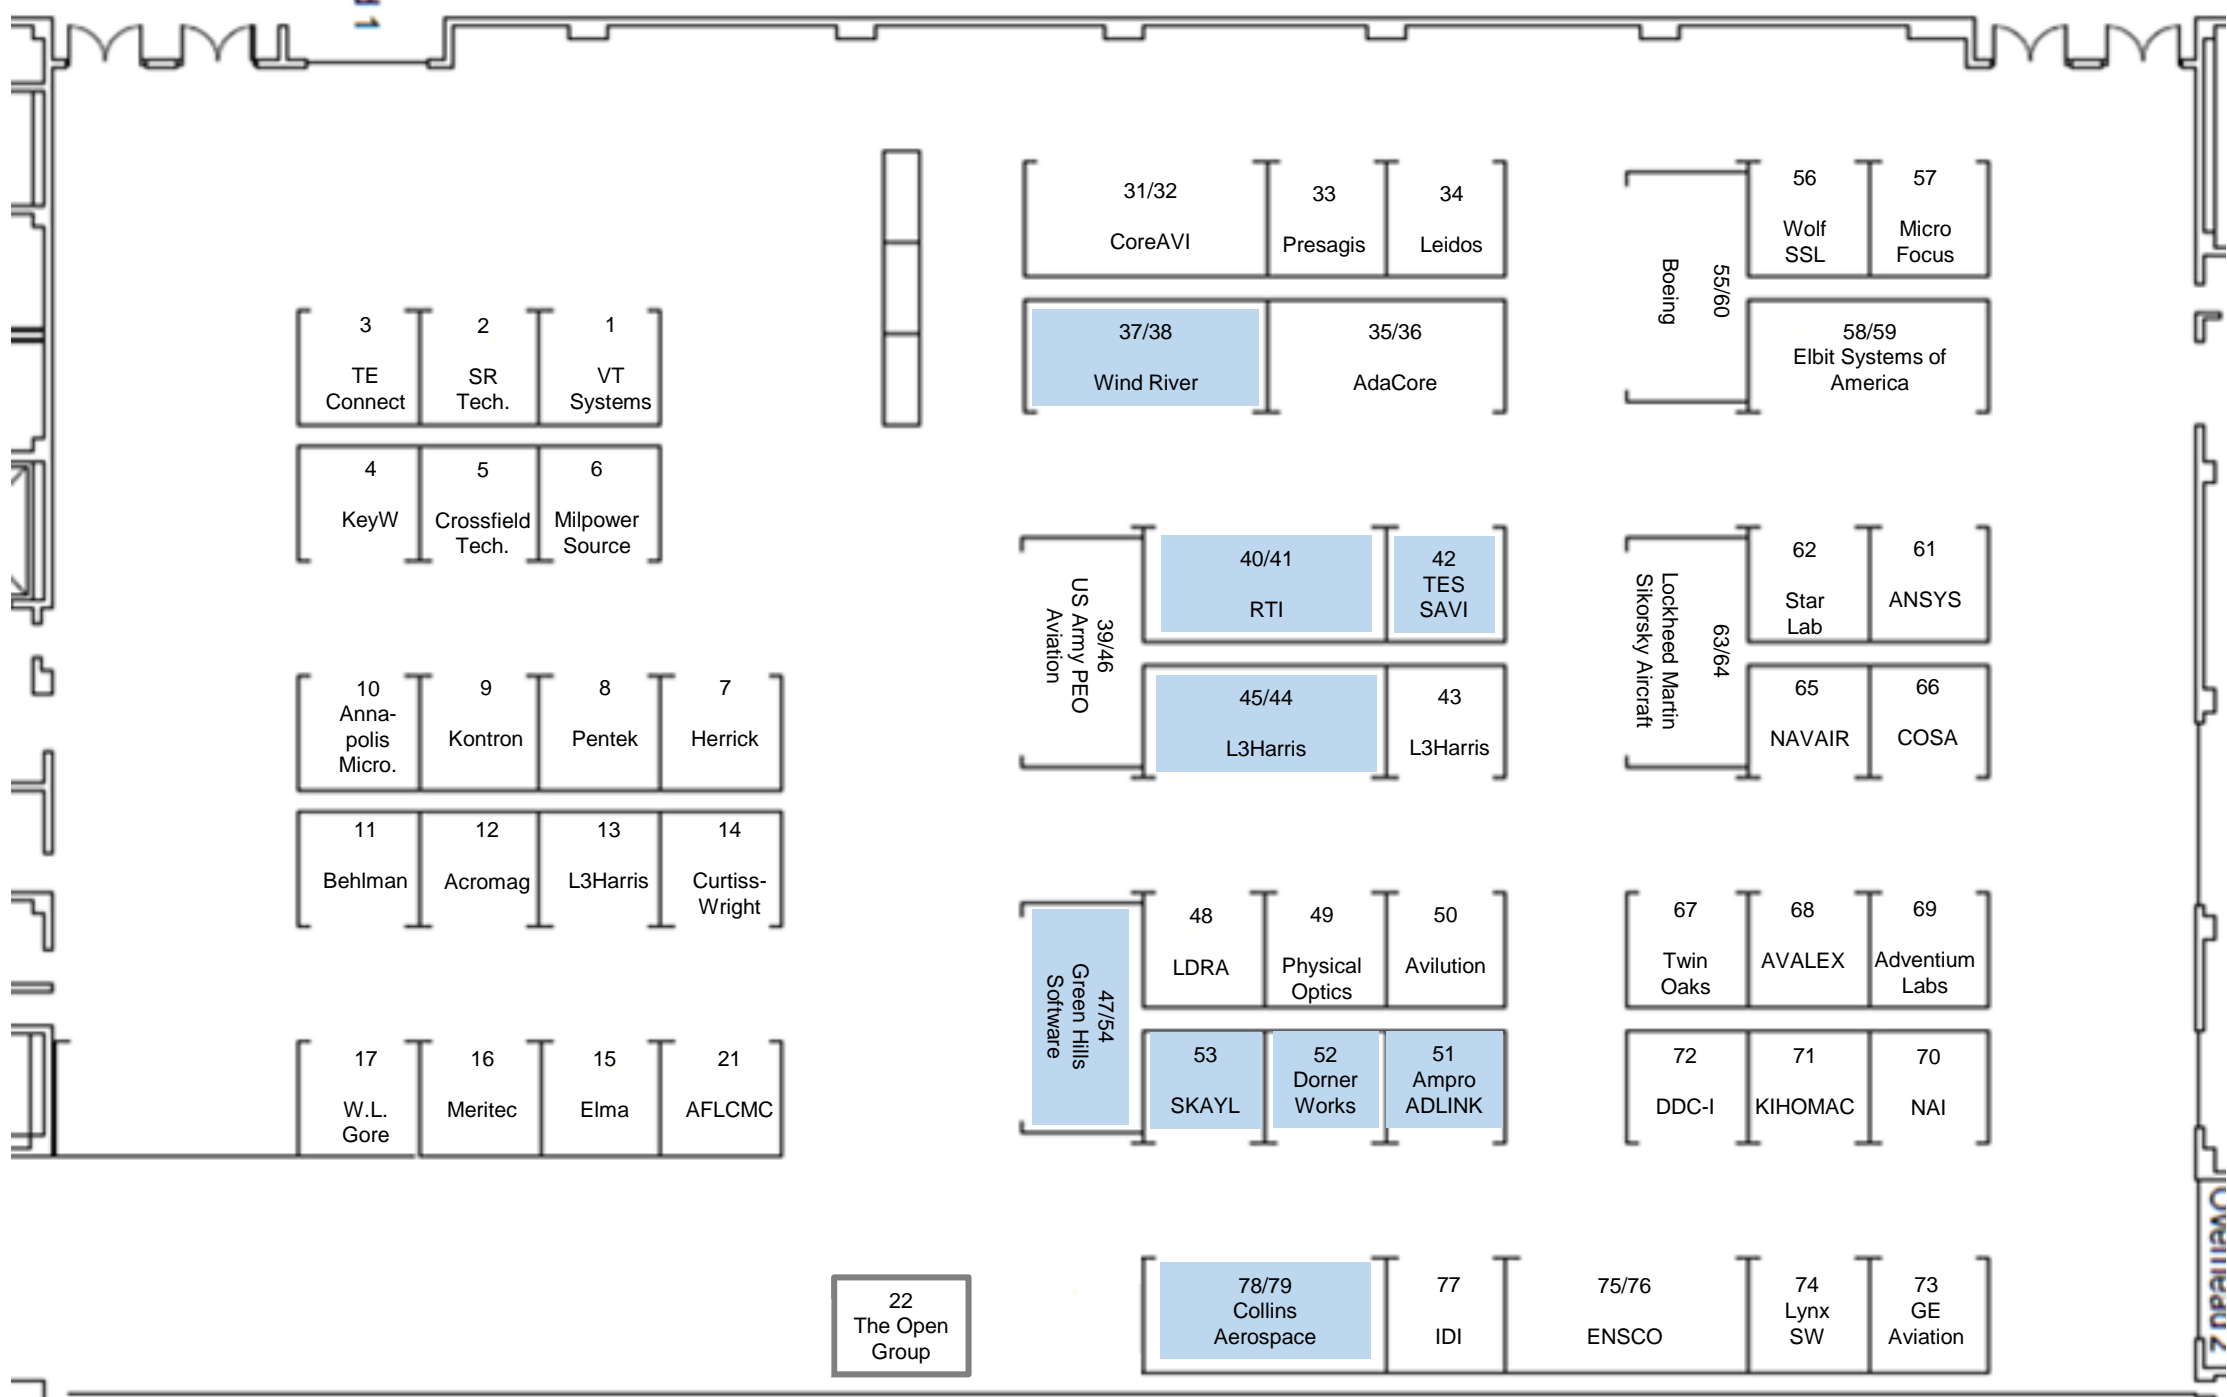 31/32
CoreAVI
33
Presagis
34
Leidos
37/38
Wind River
35/36
AdaCore
55/60
Boeing
56
Wolf
SSL
57
Micro
Focus
58/59
Elbit Systems of
America
3
TE
Connect
2
SR
Tech.
1
VT
Systems
4
KeyW
5
Crossfield
Tech.
6
Milpower
Source
39/46
US Army PEO
Aviation
40/41
RTI
42
TES
SAVI
45/44
L3Harris
43
L3Harris
63/64
Lockheed Martin
Sikorsky Aircraft
62
Star
Lab
61
ANSYS
65
NAVAIR
66
COSA
10
Anna-
polis
Micro.
9
Kontron
8
Pentek
7
Herrick
11
Behlman
12
Acromag
13
L3Harris
14
Curtiss-
Wright
47/54
Green Hills
Software
48
LDRA
49
Physical
Optics
50
Avilution
53
SKAYL
52
Dorner
Works
51
Ampro
ADLINK
67
Twin
Oaks
68
AVALEX
69
Adventium
Labs
72
DDC-I
71
KIHOMAC
70
NAI
17
W.L.
Gore
16
Meritec
15
Elma
21
AFLCMC
22
The Open
Group
78/79
Collins
Aerospace
77
IDI
75/76
ENSCO
74
Lynx
SW
73
GE
Aviation